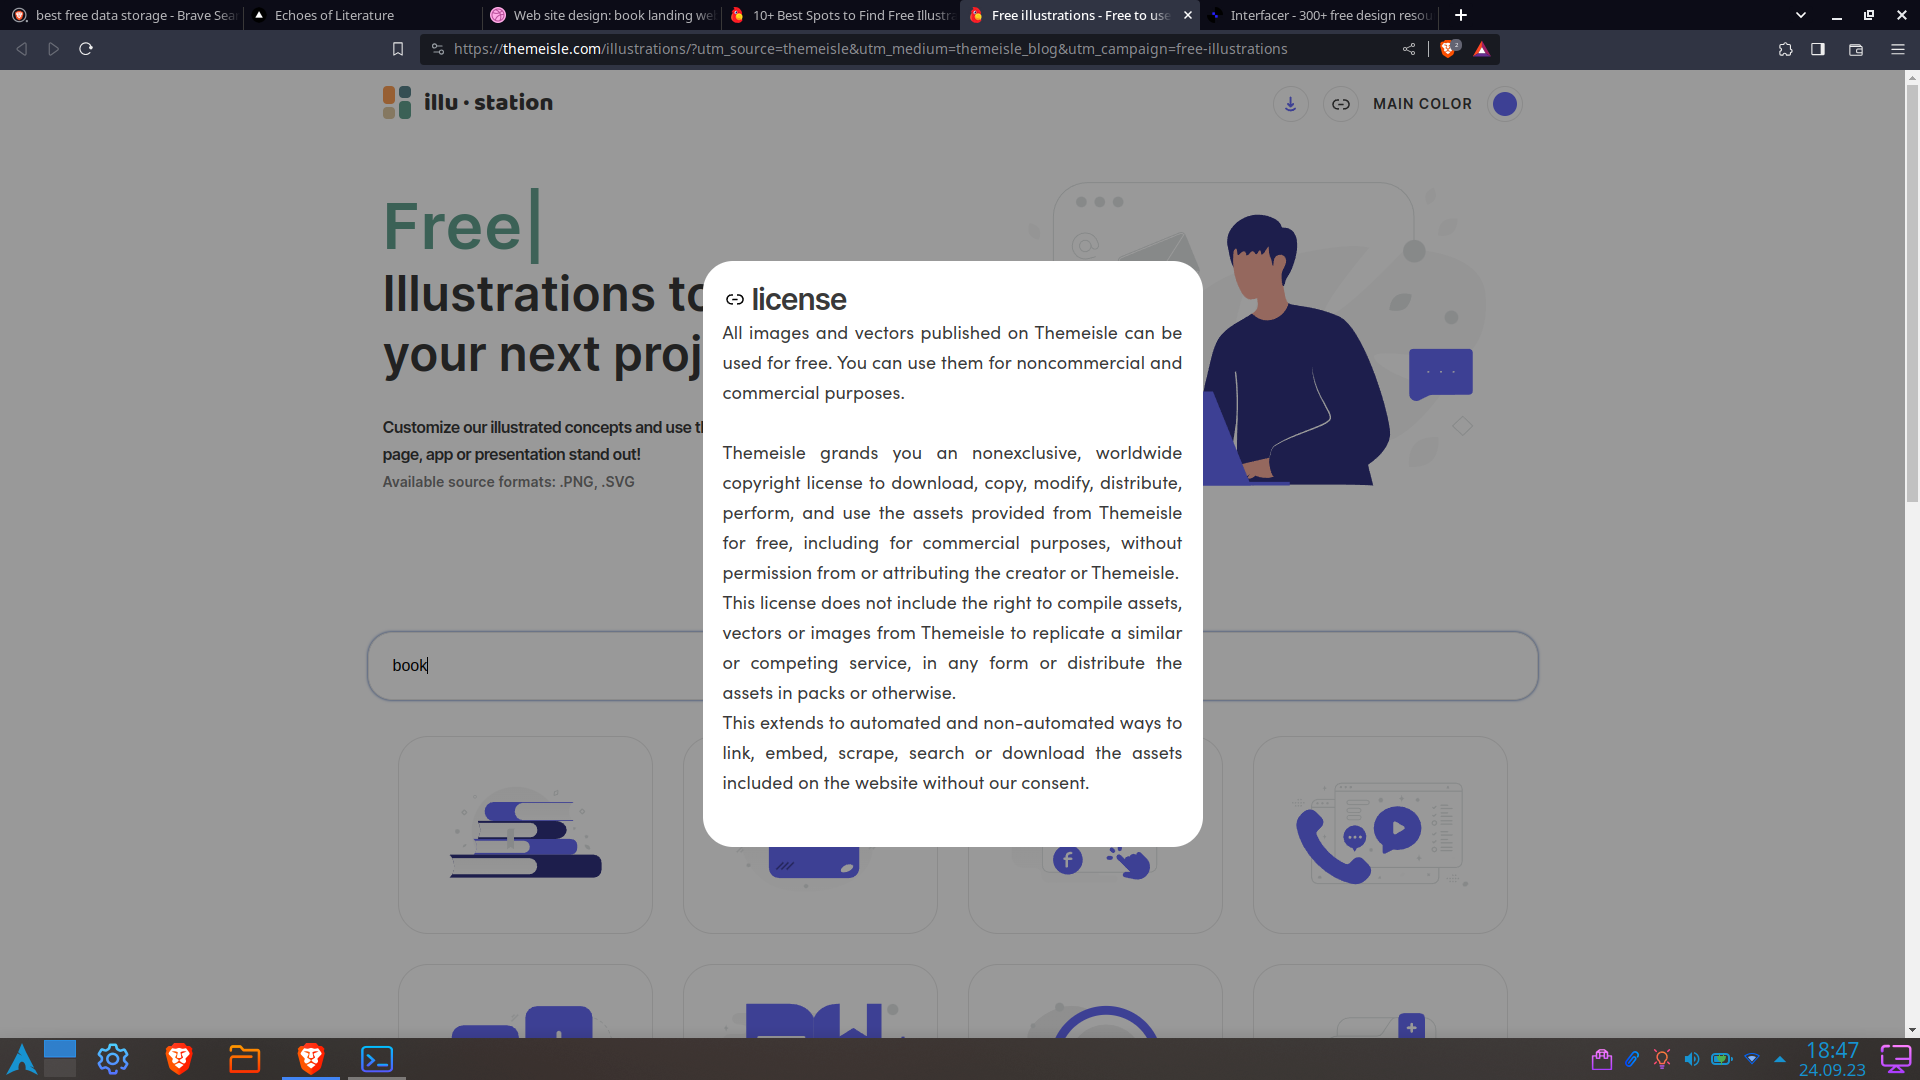 best free data storage - Brave Sea
Echoes of Literature
Web site design: book landing we
10+ Best Spots to Find Free Illustra
Free illustrations - Free to use
Interfacer - 300+ free design resou
https://themeisle.com/illustrations/?utm_source=themeisle&utm_medium=themeisle_blog&utm_campaign=free-illustrations
2
illu · station
MAIN COLOR
Free
Illustrations to
your next proj
Customize our illustrated concepts and use th
page, app or presentation stand out!
Available source formats: .PNG, .SVG
license
All images and vectors published on Themeisle can be
used for free. You can use them for noncommercial and
commercial purposes.
Themeisle grands you an nonexclusive, worldwide
copyright license to download, copy, modify, distribute,
perform, and use the assets provided from Themeisle
for free, including for commercial purposes, without
permission from or attributing the creator or Themeisle.
This license does not include the right to compile assets,
vectors or images from Themeisle to replicate a similar
or competing service, in any form or distribute the
assets in packs or otherwise.
This extends to automated and non-automated ways to
link, embed, scrape, search or download the assets
included on the website without our consent.
book
18:47
24.09.23